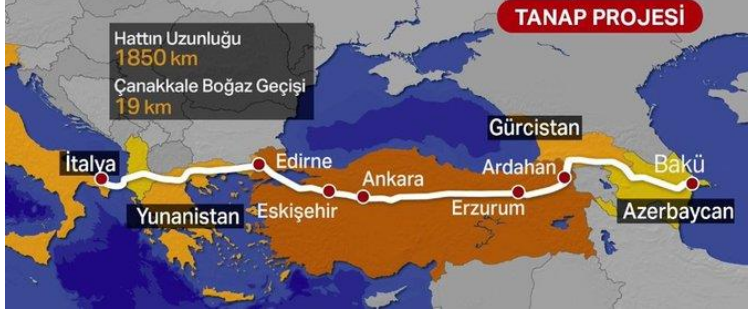 TANAP PROJESİ
Hattın Uzunluğu
1850 km
Çanakkale Boğaz Geçişi
19 km
Gürcistan
İtalya
Edirne
Ardahan
Bakü
Ankara
Yunanistan
Eskişehir
Erzurum
Azerbaycan